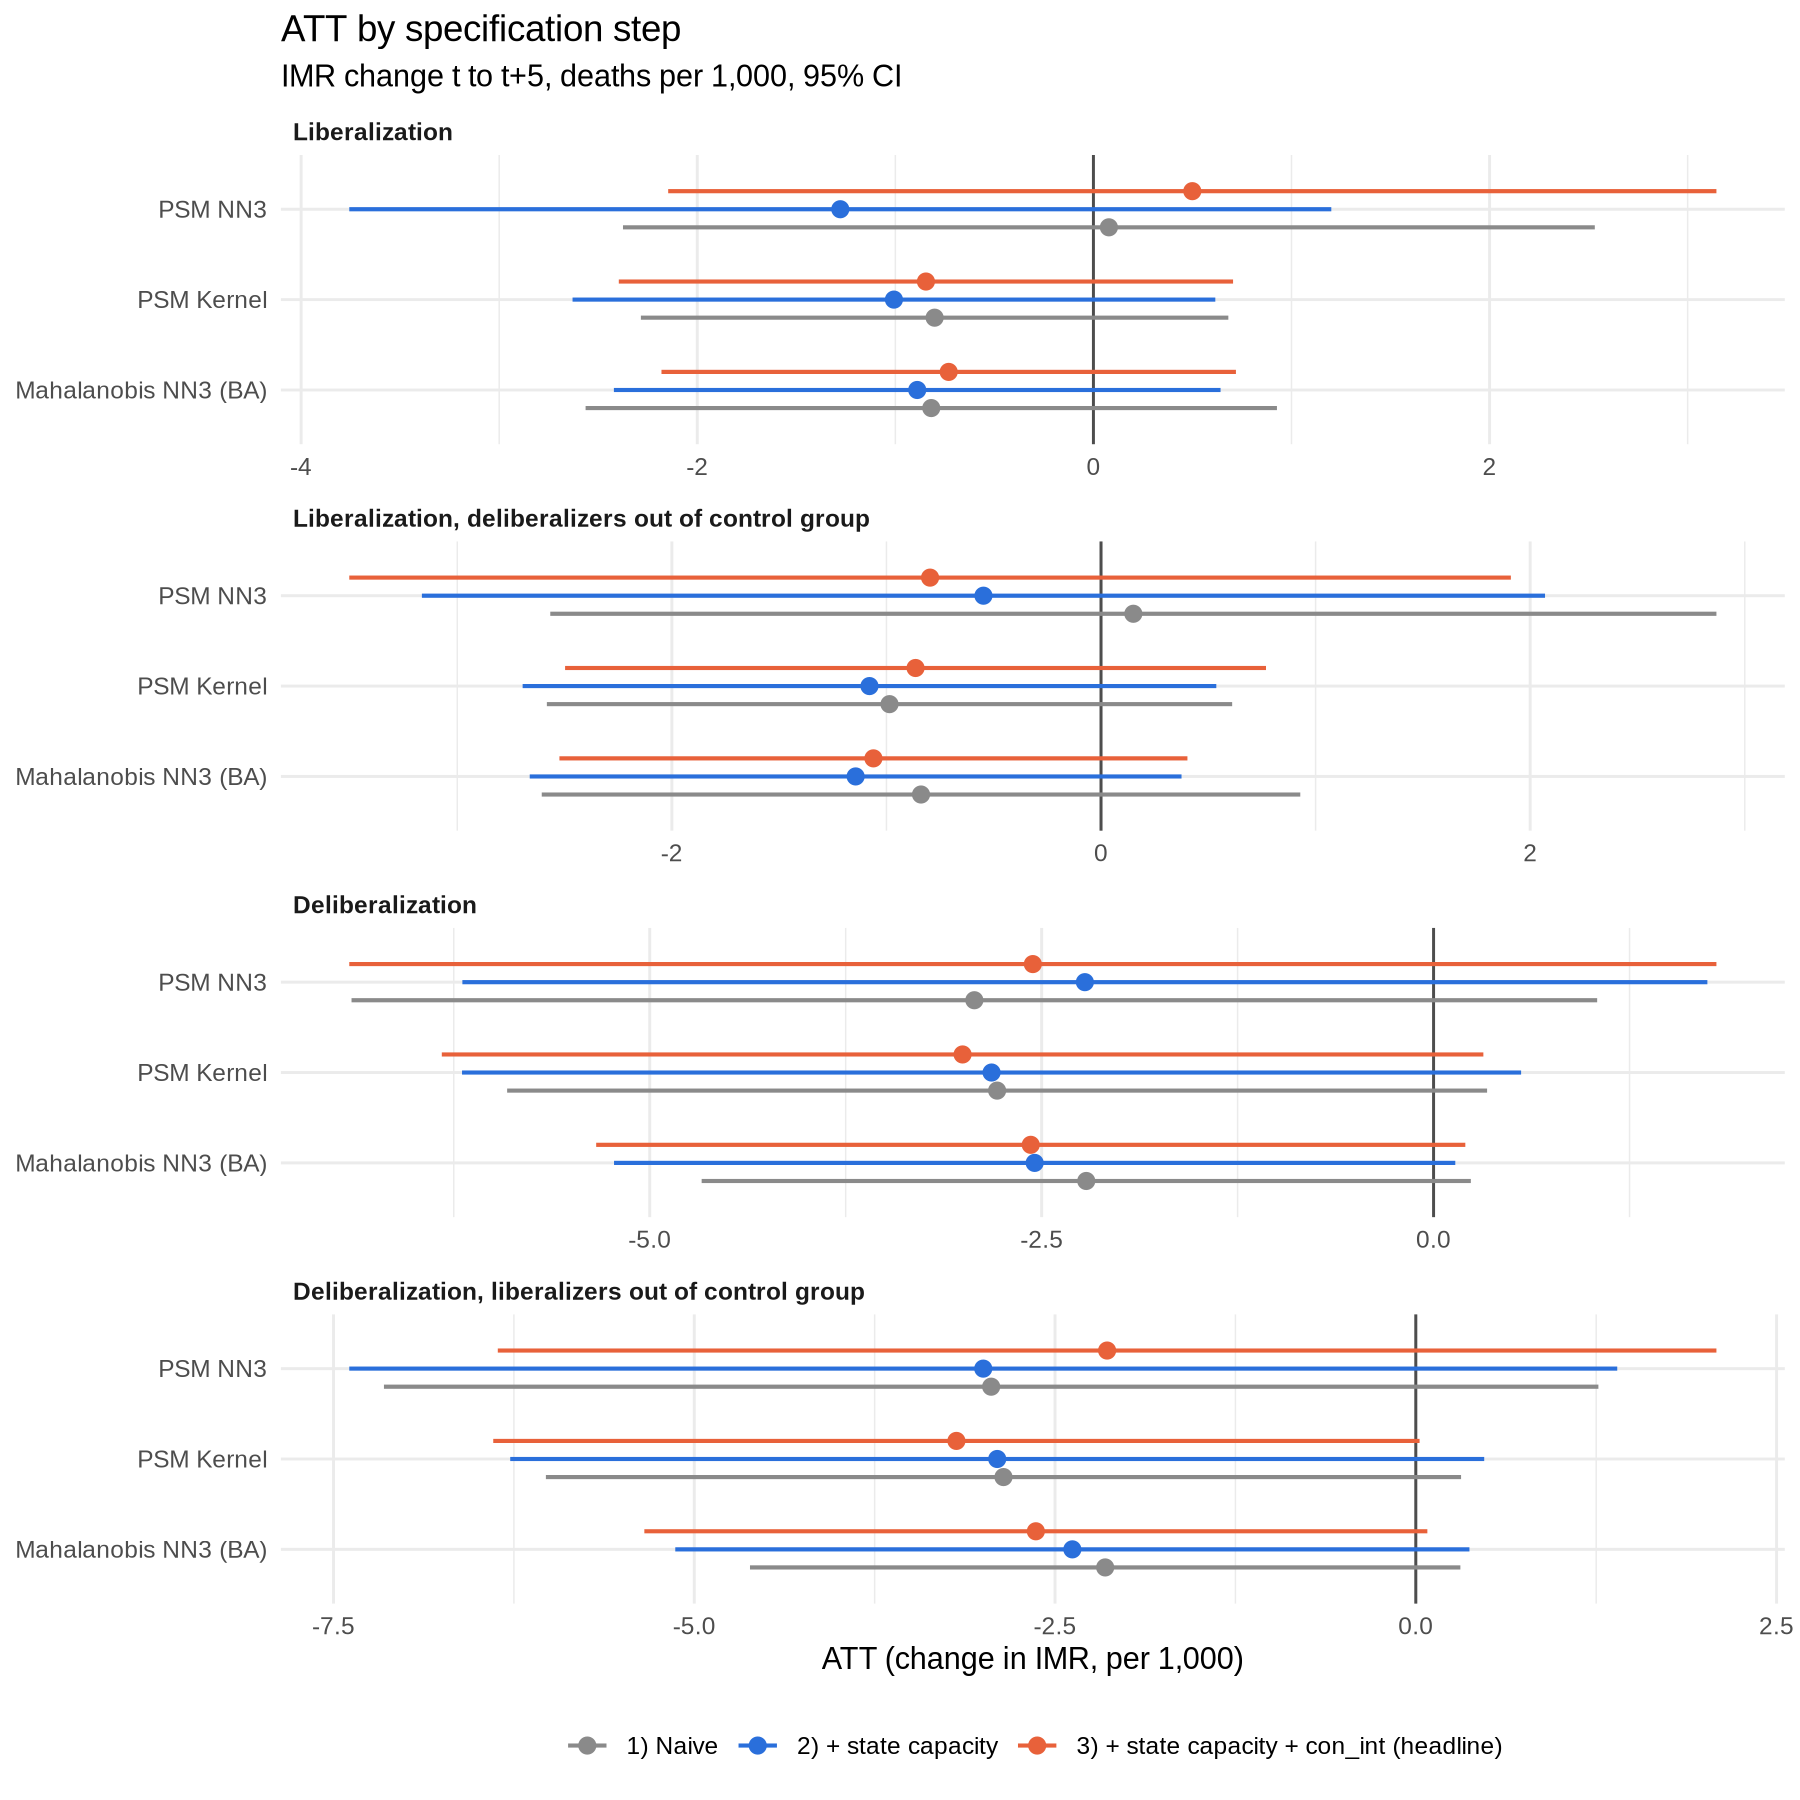 ATT by specification step
IMR change t to t+5, deaths per 1,000, 95% CI
Liberalization
PSM NN3
PSM Kernel
Mahalanobis NN3 (BA)
-4 -2 0 2
Liberalization, deliberalizers out of control group
PSM NN3
PSM Kernel
Mahalanobis NN3 (BA)
-2 0 2
Deliberalization
PSM NN3
PSM Kernel
Mahalanobis NN3 (BA)
-5.0 -2.5 0.0
Deliberalization, liberalizers out of control group
PSM NN3
PSM Kernel
Mahalanobis NN3 (BA)
-7.5 -5.0 -2.5 0.0 2.5
ATT (change in IMR, per 1,000)
1) Naive 2) + state capacity 3) + state capacity + con_int (headline)